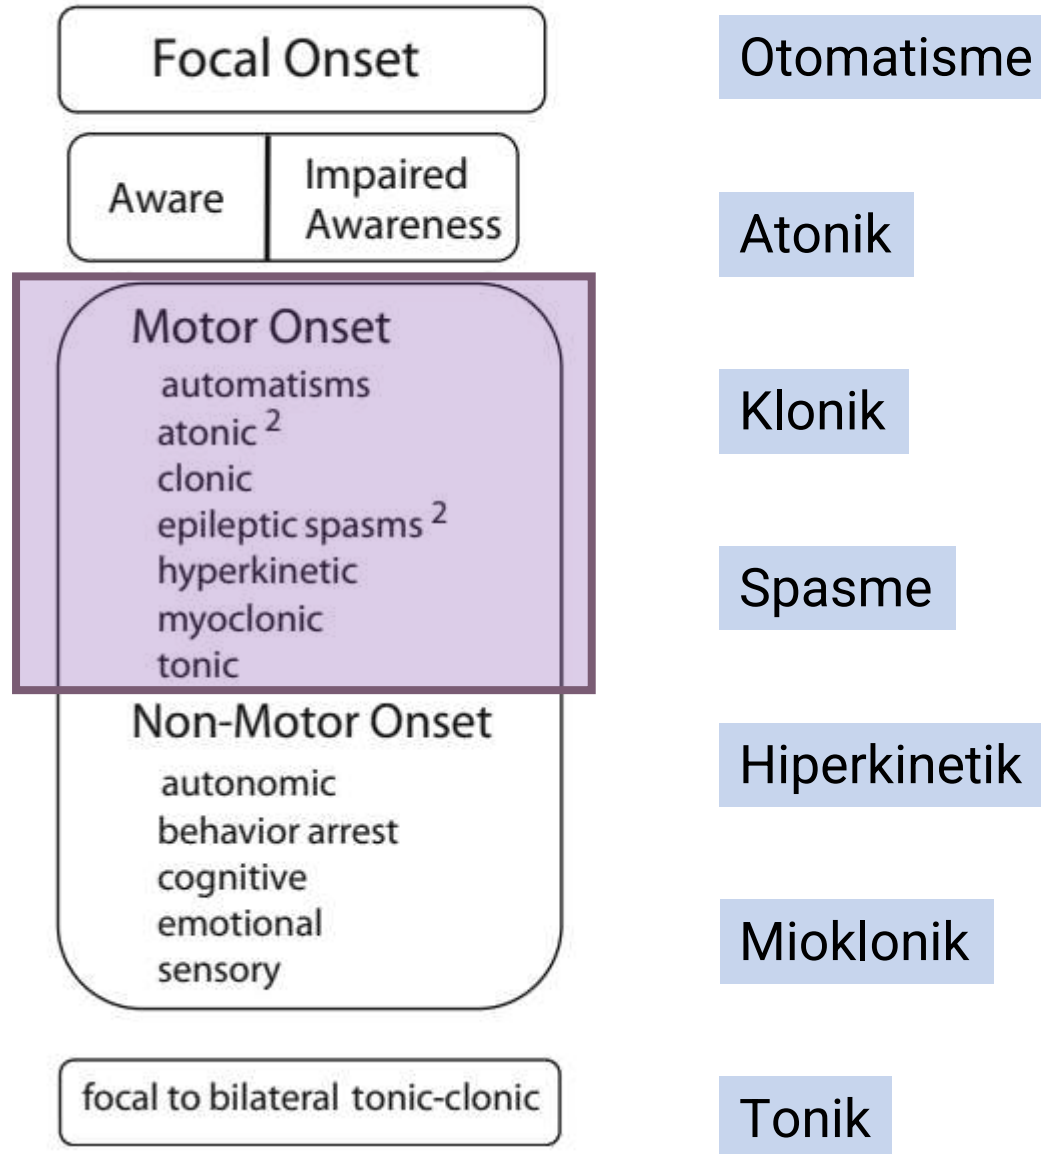 Focal Onset
Aware
Impaired
Awareness
Motor Onset
automatisms
atonic 2
clonic
epileptic spasms 2
hyperkinetic
myoclonic
tonic
Non-Motor Onset
autonomic
behavior arrest
cognitive
emotional
sensory
focal to bilateral tonic-clonic
Otomatisme
Atonik
Klonik
Spasme
Hiperkinetik
Mioklonik
Tonik